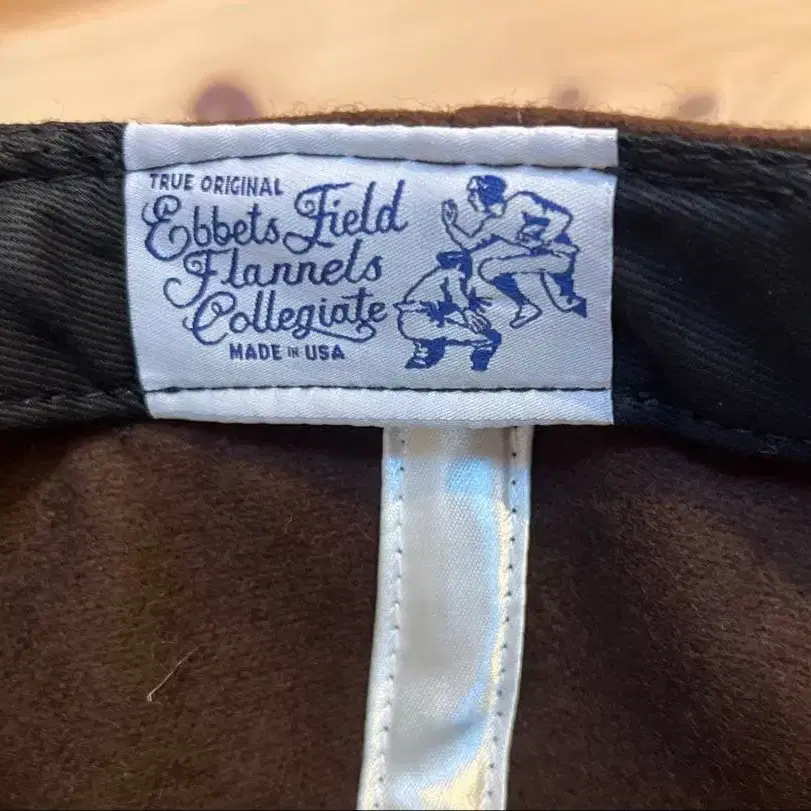 TRUE ORIGINAL
Ebbets Field
Flannels
Collegiate
MADE IN USA